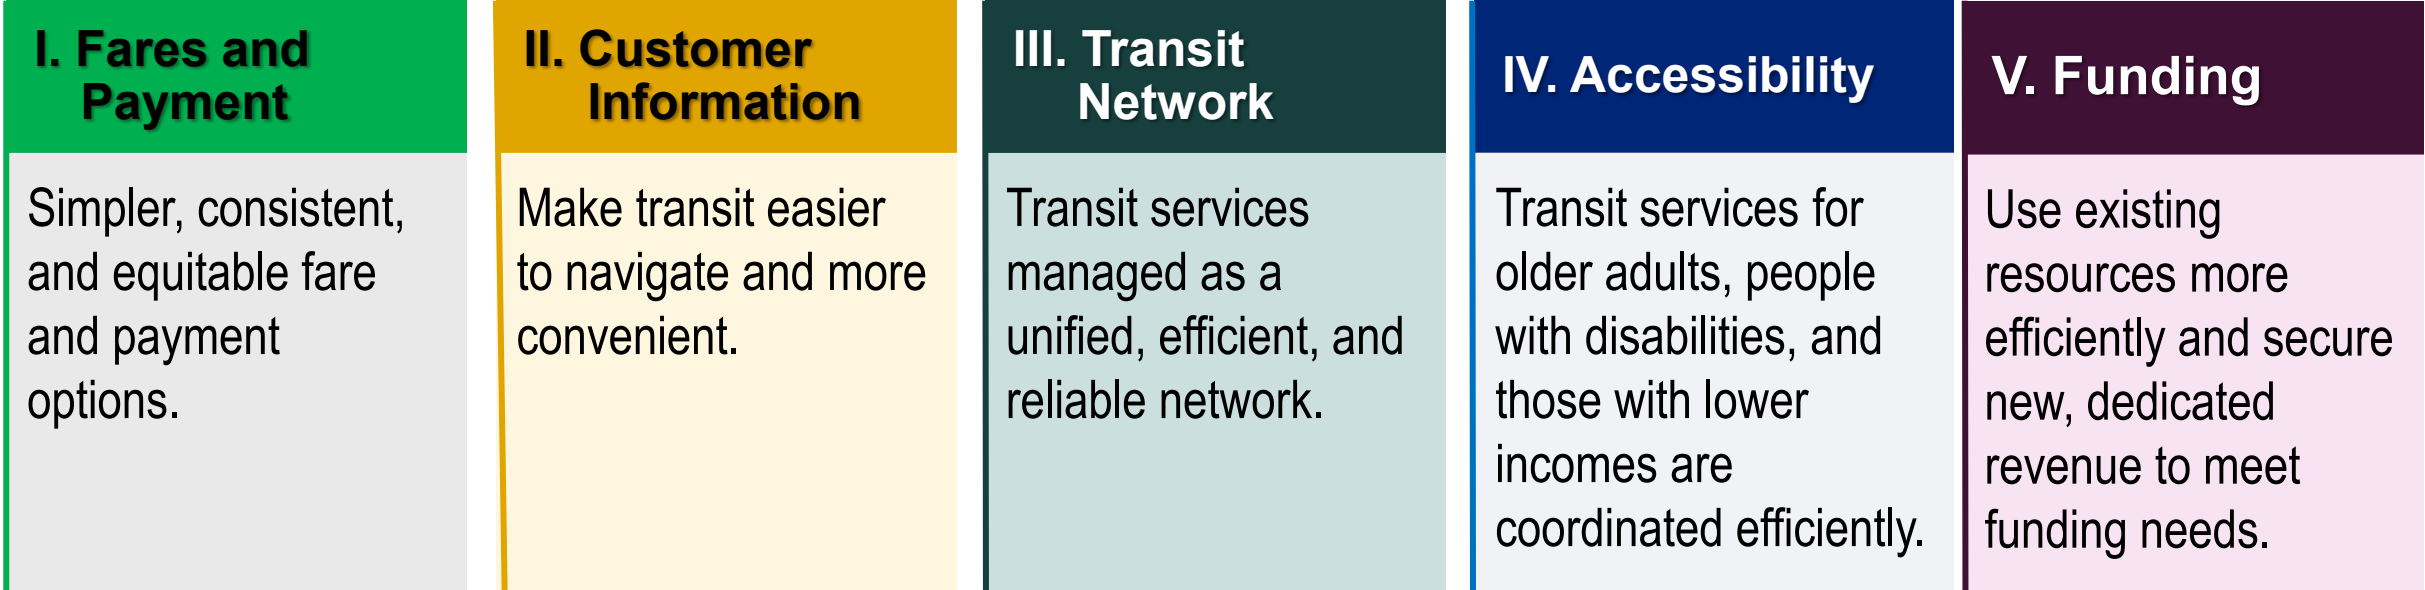 I. Fares and
Payment
Simpler, consistent,
and equitable fare
and payment
options.
II. Customer
Information
Make transit easier
to navigate and more
convenient.
III. Transit
Network
Transit services
managed as a
unified, efficient, and
reliable network.
IV. Accessibility
Transit services for
older adults, people
with disabilities, and
those with lower
incomes are
coordinated efficiently.
V. Funding
Use existing
resources more
efficiently and secure
new, dedicated
revenue to meet
funding needs.